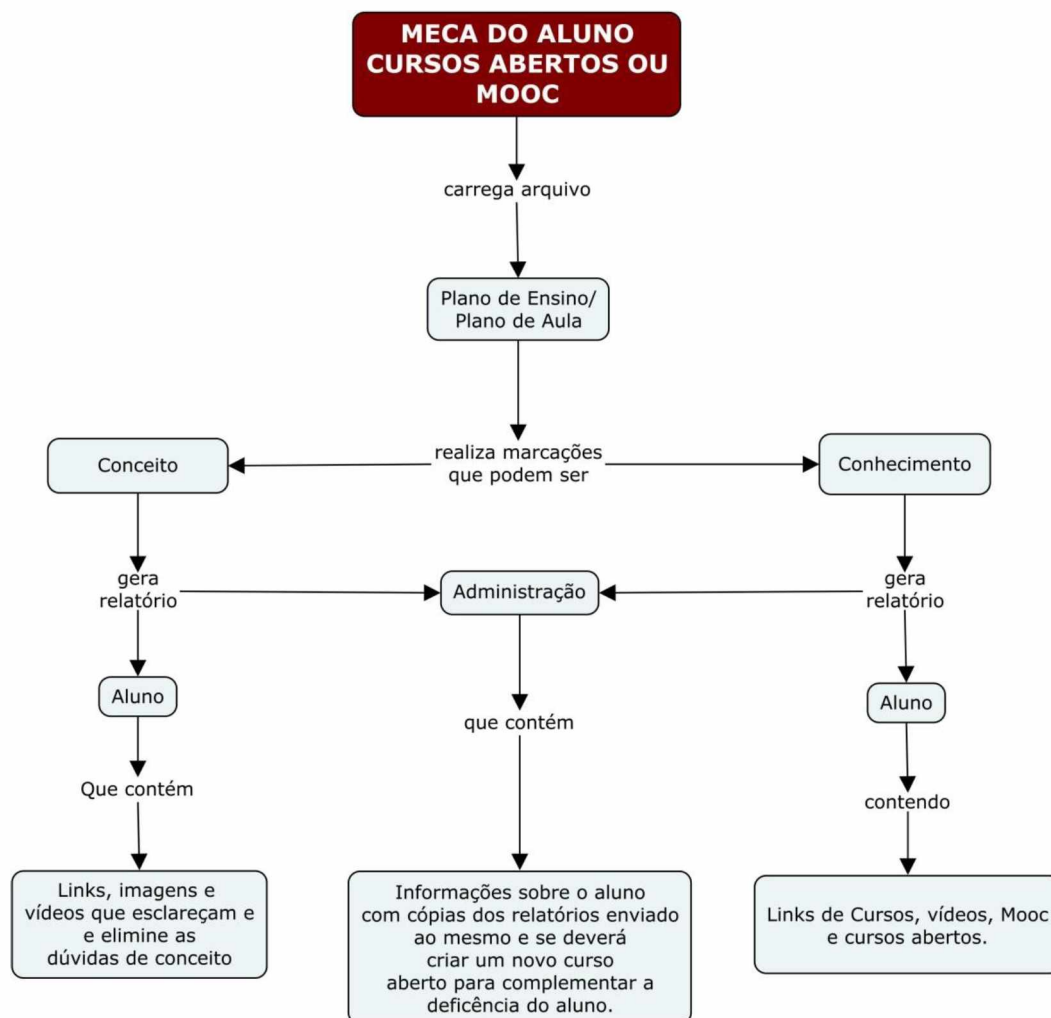 MECA DO ALUNO
CURSOS ABERTOS OU
MOOC
carrega arquivo
Plano de Ensino/
Plano de Aula
realiza marcações
que podem ser
Conceito
Conhecimento
gera
relatório
Administração
gera
relatório
Aluno
que contém
Aluno
Que contém
contendo
Links, imagens e
vídeos que esclareçam e
e elimine as
dúvidas de conceito
Informações sobre o aluno
com cópias dos relatórios enviado
ao mesmo e se deverá
criar um novo curso
aberto para complementar a
deficência do aluno.
Links de Cursos, vídeos, Mooc
e cursos abertos.